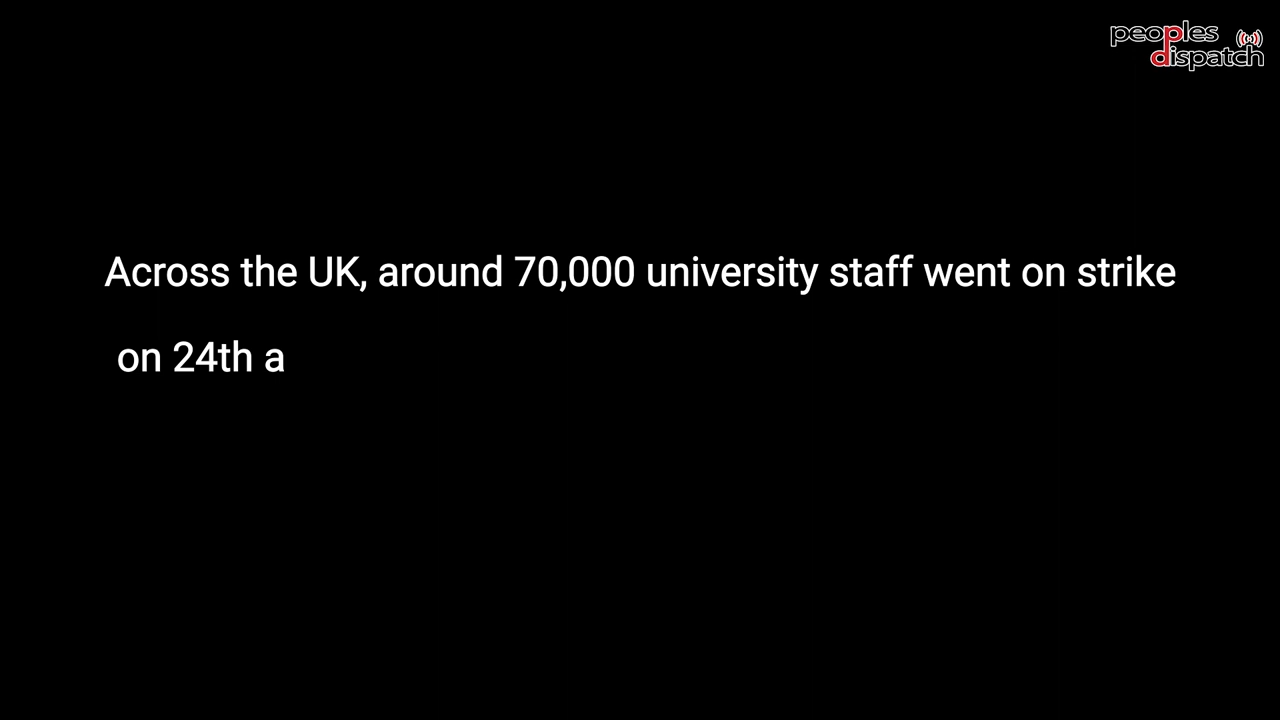 peoples
dispatch
Across the UK, around 70,000 university staff went on strike
on 24th a